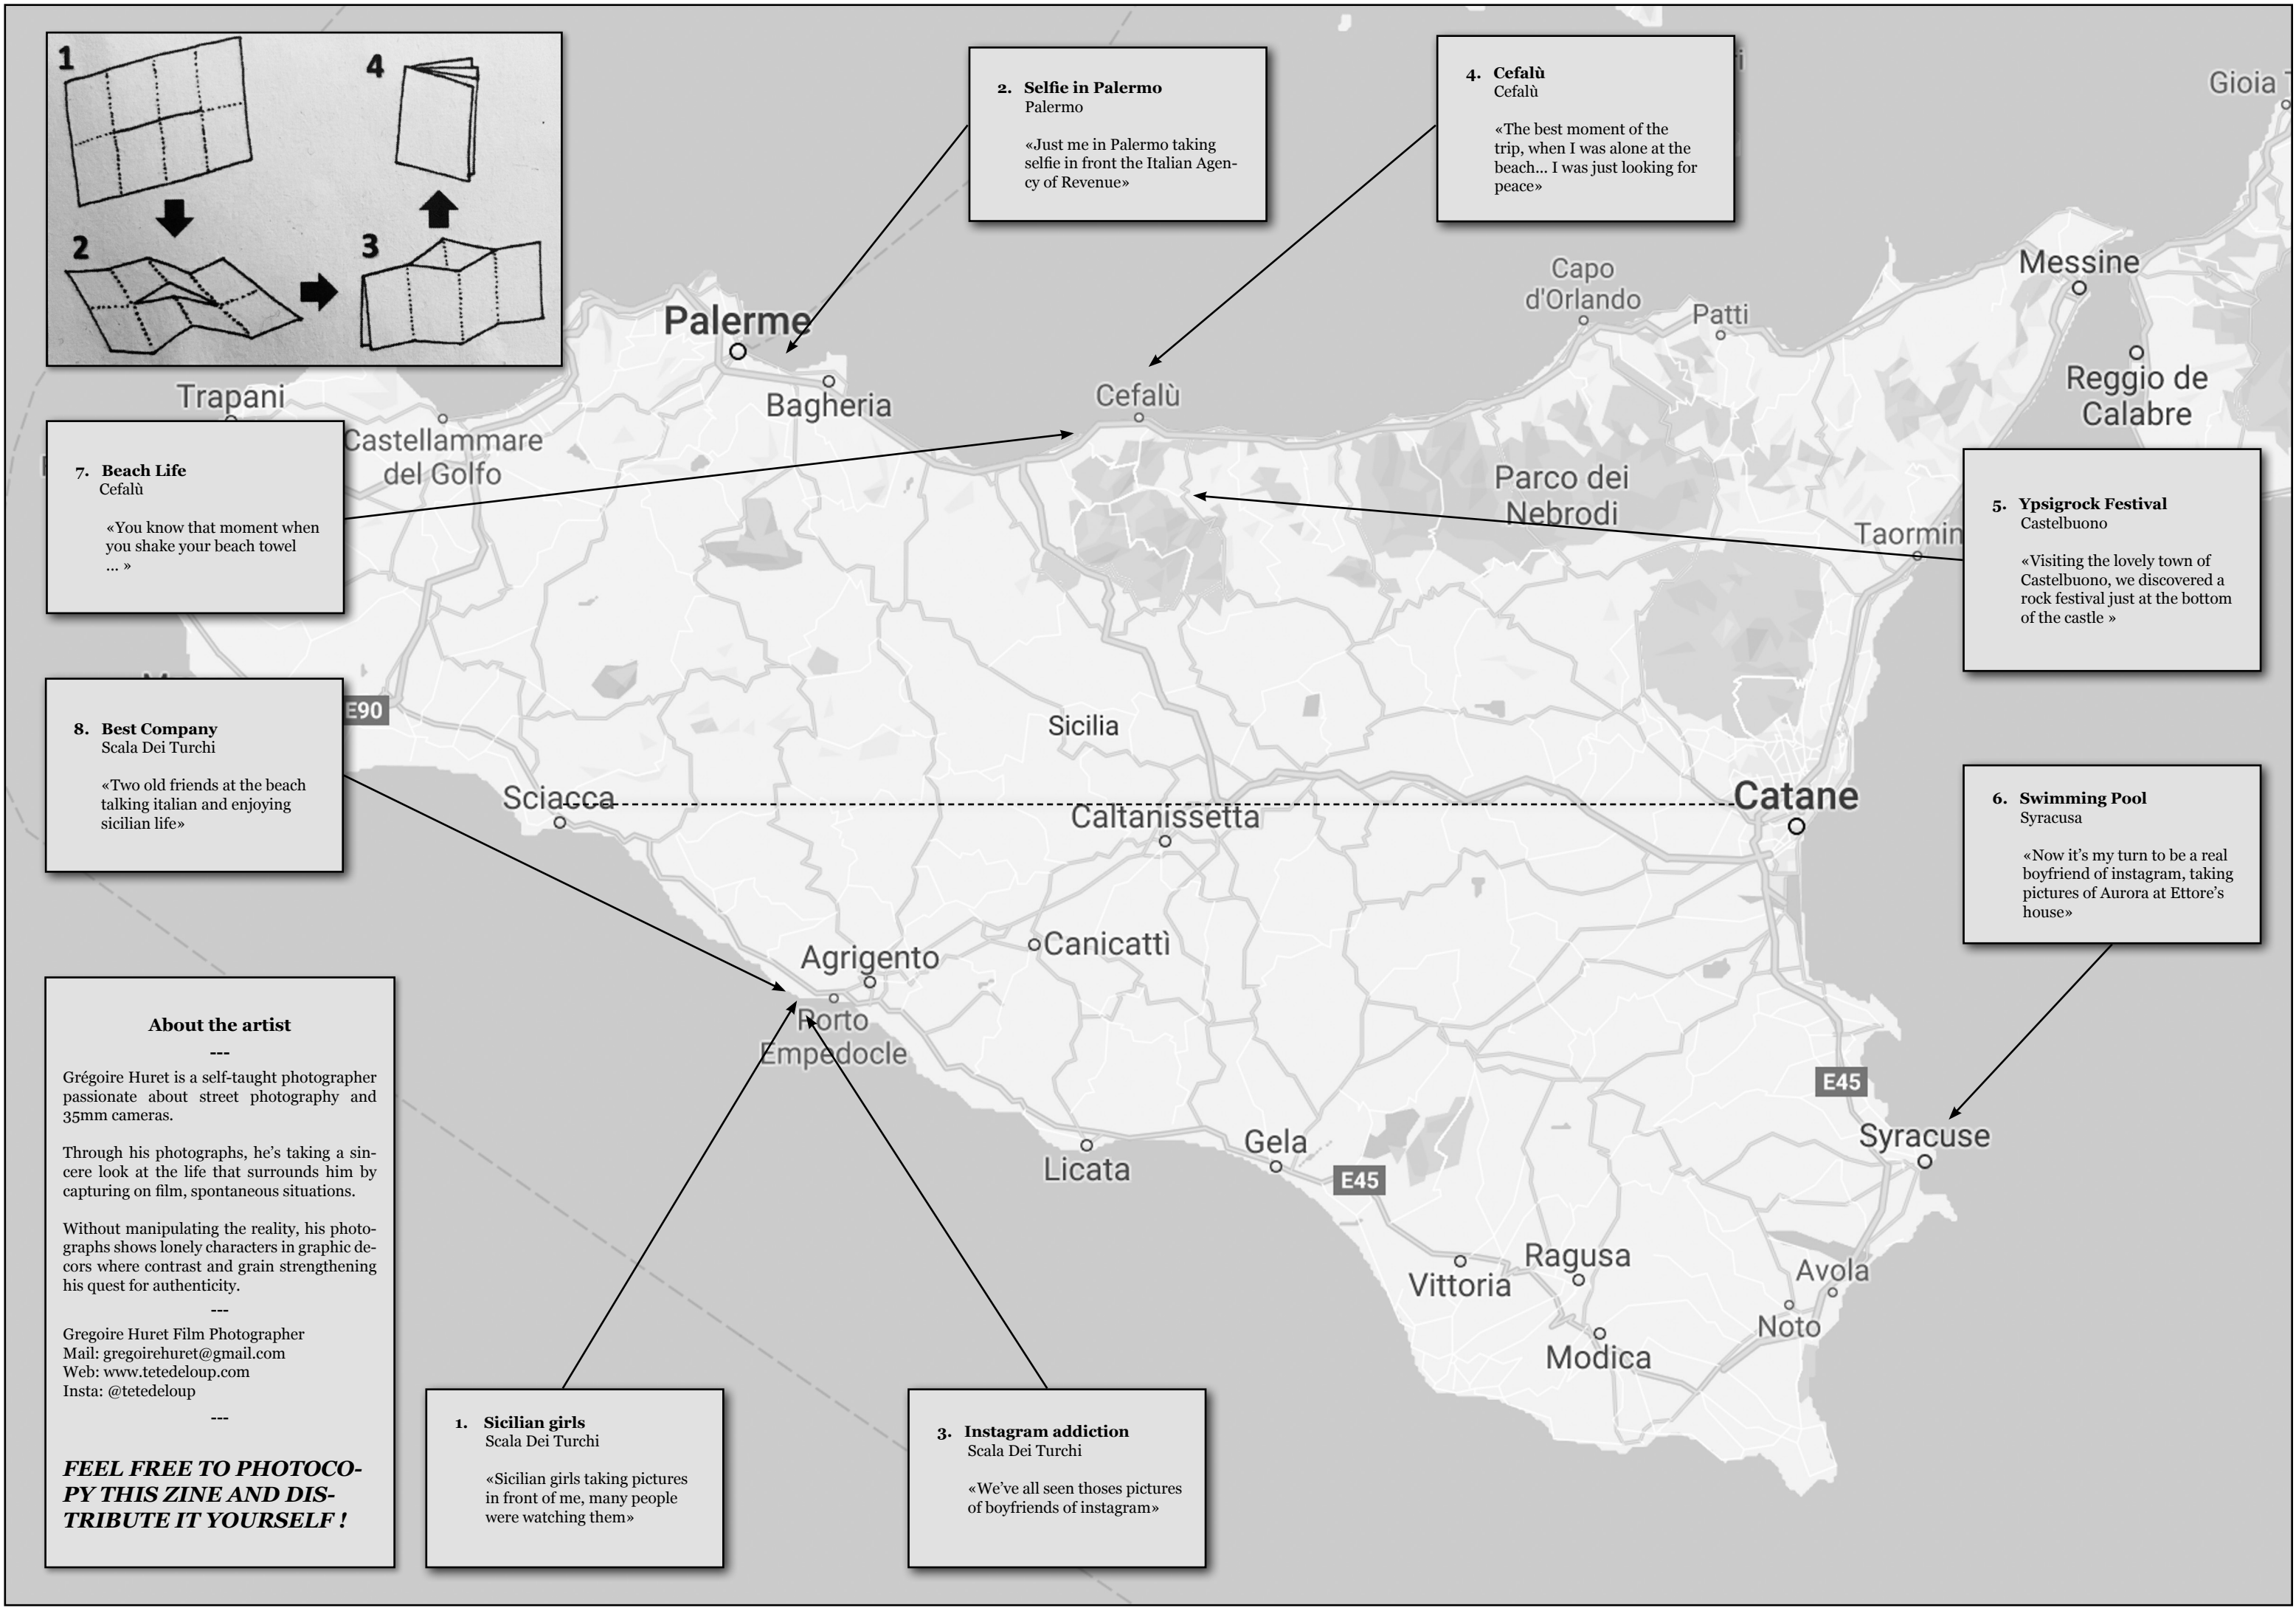 1
4
2
3
2. Selfie in Palermo
Palermo
«Just me in Palermo taking
selfie in front the Italian Agen-
cy of Revenue»
4. Cefalù
Cefalù
«The best moment of the
trip, when I was alone at the
beach... I was just looking for
peace»
Gioia T
Messine
Capo
d'Orlando
Patti
Palerme
Reggio de
Calabre
Trapani
Bagheria
Cefalù
Castellammare
del Golfo
7. Beach Life
Cefalù
«You know that moment when
you shake your beach towel
... »
Parco dei
Nebrodi
Taormin
5. Ypsigrock Festival
Castelbuono
«Visiting the lovely town of
Castelbuono, we discovered a
rock festival just at the bottom
of the castle »
E90
8. Best Company
Scala Dei Turchi
«Two old friends at the beach
talking italian and enjoying
sicilian life»
Sicilia
Sciacca
Caltanissetta
Catane
6. Swimming Pool
Syracusa
«Now it's my turn to be a real
boyfriend of instagram, taking
pictures of Aurora at Ettore's
house»
Agrigento
Canicattì
Porto
Empedocle
E45
Syracuse
Licata
Gela
E45
Vittoria
Ragusa
Avola
Noto
Modica
About the artist
---
Grégoire Huret is a self-taught photographer
passionate about street photography and
35mm cameras.
Through his photographs, he's taking a sin-
cere look at the life that surrounds him by
capturing on film, spontaneous situations.
Without manipulating the reality, his photo-
graphs shows lonely characters in graphic de-
cors where contrast and grain strengthening
his quest for authenticity.
---
Gregoire Huret Film Photographer
Mail: gregoirehuret@gmail.com
Web: www.tetedeloup.com
Insta: @tetedeloup
---
FEEL FREE TO PHOTOCO-
PY THIS ZINE AND DIS-
TRIBUTE IT YOURSELF !
1. Sicilian girls
Scala Dei Turchi
«Sicilian girls taking pictures
in front of me, many people
were watching them»
3. Instagram addiction
Scala Dei Turchi
«We've all seen thoses pictures
of boyfriends of instagram»